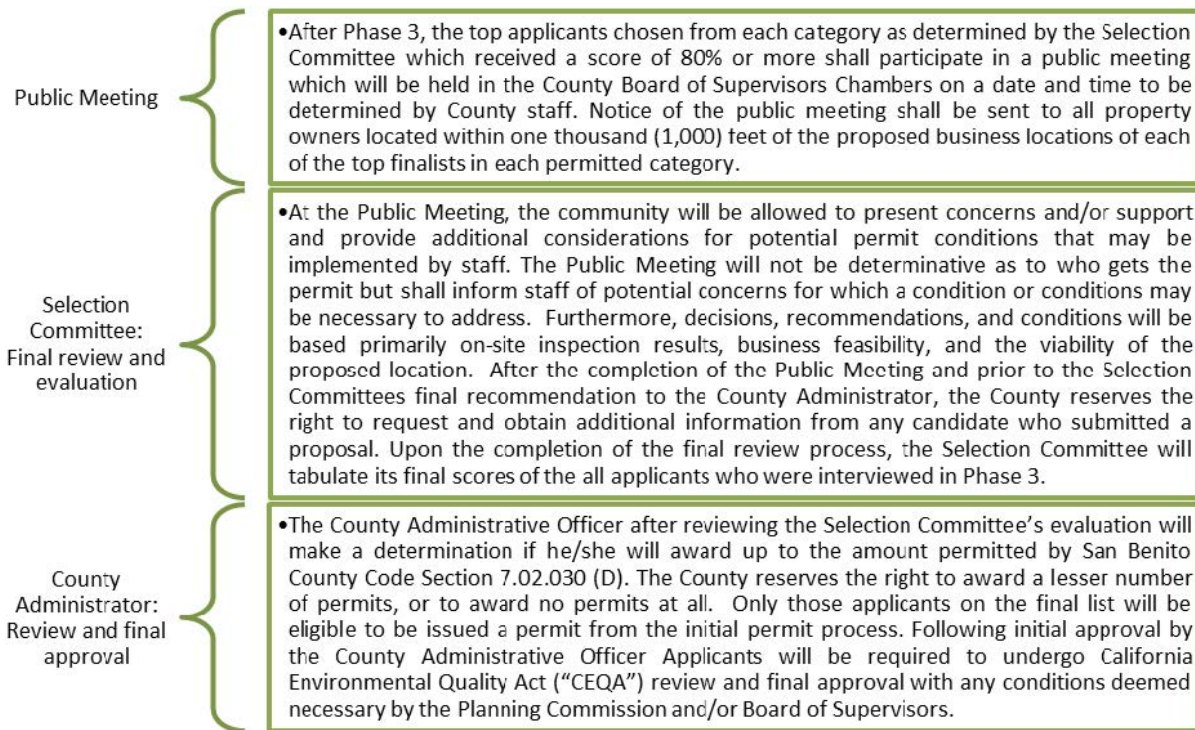 Public Meeting
•After Phase 3, the top applicants chosen from each category as determined by the Selection
Committee which received a score of 80% or more shall participate in a public meeting
which will be held in the County Board of Supervisors Chambers on a date and time to be
determined by County staff. Notice of the public meeting shall be sent to all property
owners located within one thousand (1,000) feet of the proposed business locations of each
of the top finalists in each permitted category.
Selection
Committee:
Final review and
evaluation
•At the Public Meeting, the community will be allowed to present concerns and/or support
and provide additional considerations for potential permit conditions that may be
implemented by staff. The Public Meeting will not be determinative as to who gets the
permit but shall inform staff of potential concerns for which a condition or conditions may
be necessary to address. Furthermore, decisions, recommendations, and conditions will be
based primarily on-site inspection results, business feasibility, and the viability of the
proposed location. After the completion of the Public Meeting and prior to the Selection
Committees final recommendation to the County Administrator, the County reserves the
right to request and obtain additional information from any candidate who submitted a
proposal. Upon the completion of the final review process, the Selection Committee will
tabulate its final scores of the all applicants who were interviewed in Phase 3.
County
Administrator:
Review and final
approval
•The County Administrative Officer after reviewing the Selection Committee's evaluation will
make a determination if he/she will award up to the amount permitted by San Benito
County Code Section 7.02.030 (D). The County reserves the right to award a lesser number
of permits, or to award no permits at all. Only those applicants on the final list will be
eligible to be issued a permit from the initial permit process. Following initial approval by
the County Administrative Officer Applicants will be required to undergo California
Environmental Quality Act ("CEQA") review and final approval with any conditions deemed
necessary by the Planning Commission and/or Board of Supervisors.